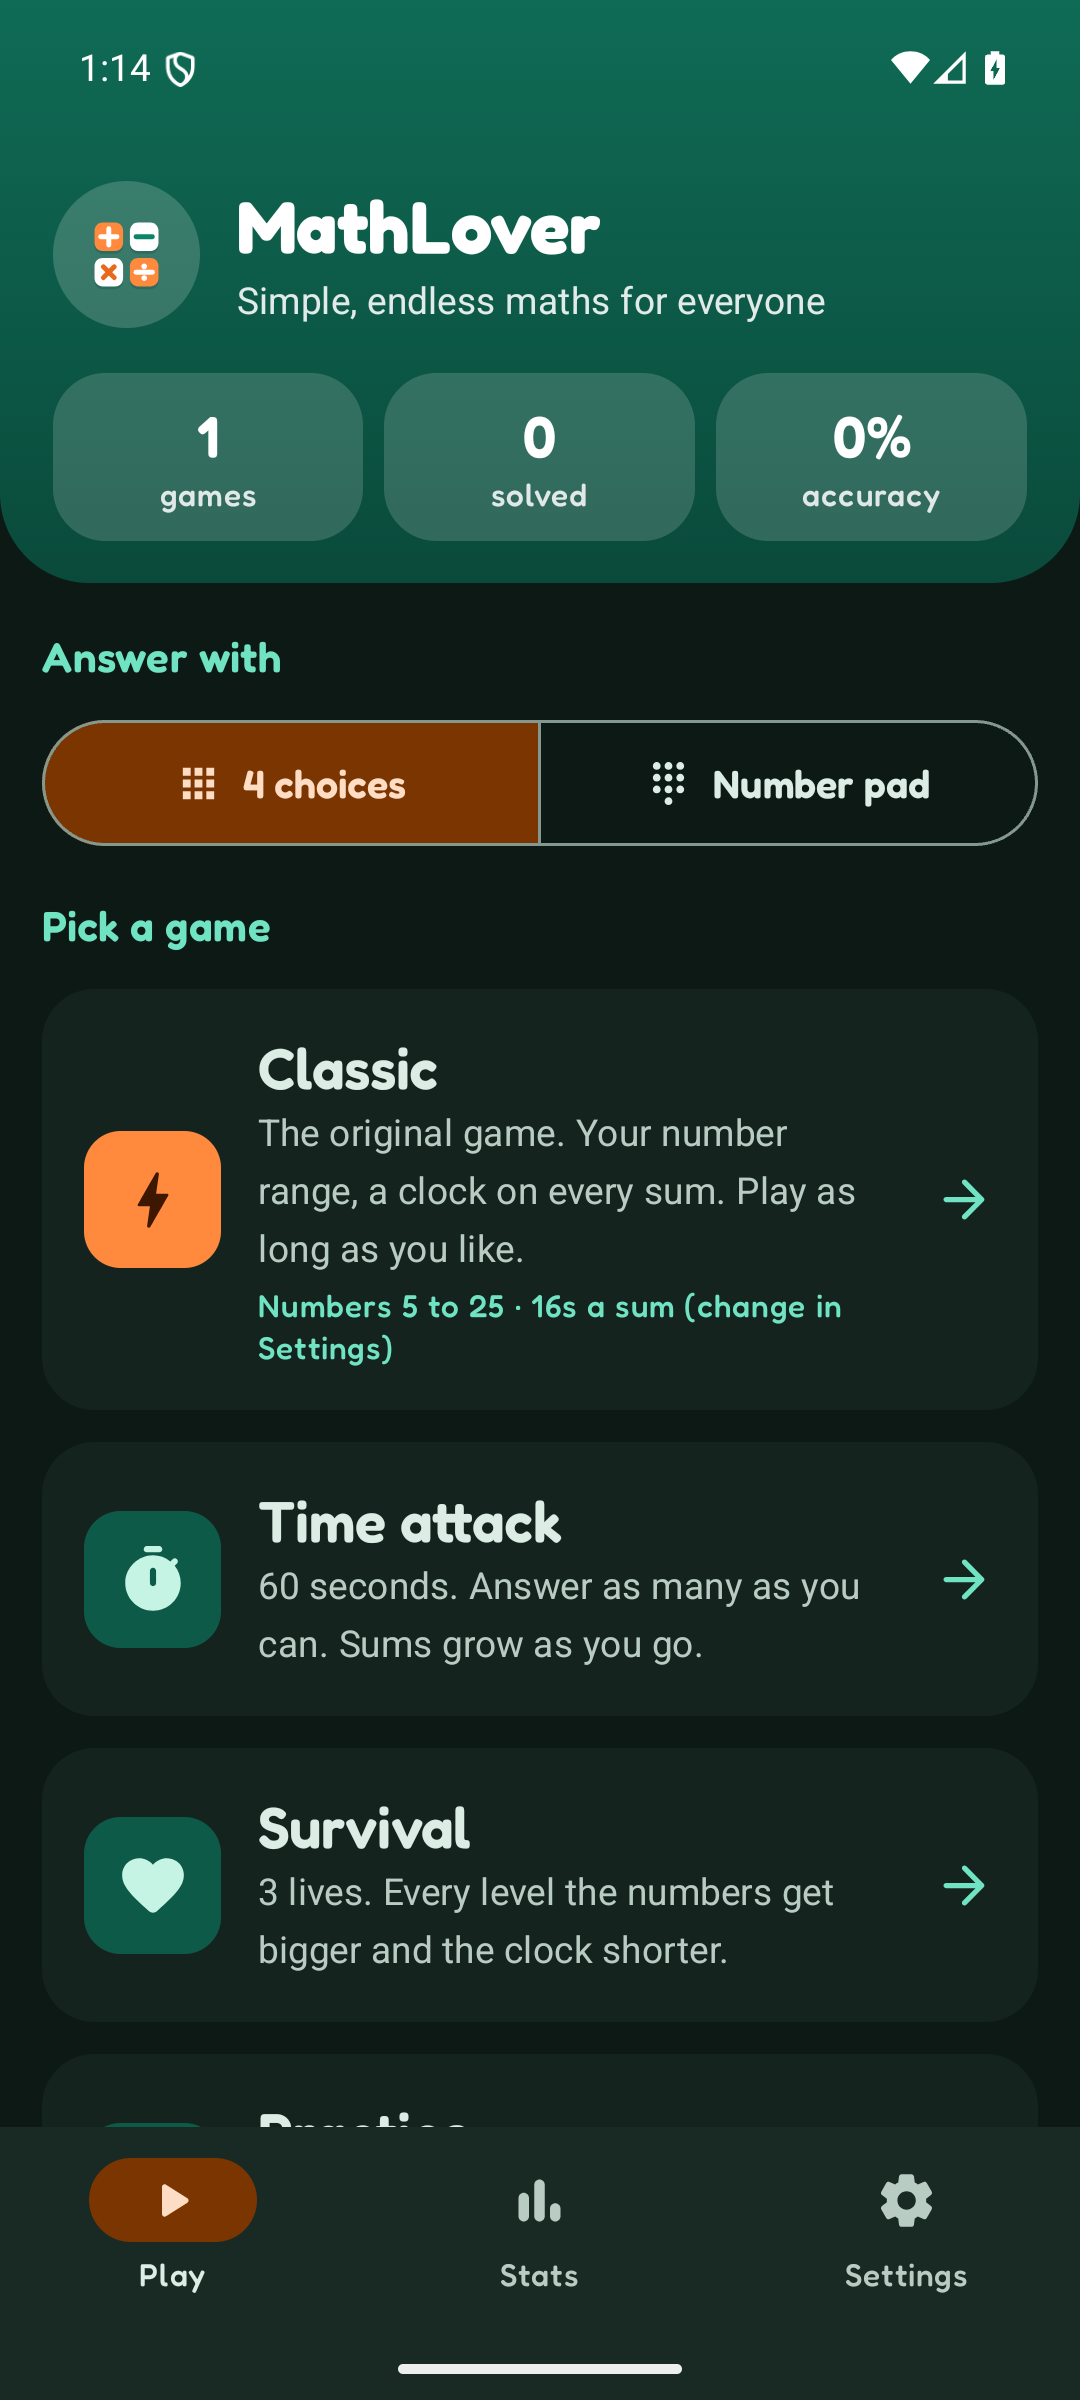 1:14
MathLover
Simple, endless maths for everyone
1
games
0
solved
0%
accuracy
Answer with
4 choices
Number pad
Pick a game
Classic
The original game. Your number
range, a clock on every sum. Play as
long as you like.
Numbers 5 to 25 · 16s a sum (change in
Settings)
Time attack
60 seconds. Answer as many as you
can. Sums grow as you go.
Survival
3 lives. Every level the numbers get
bigger and the clock shorter.
Practice
Play
Stats
Settings